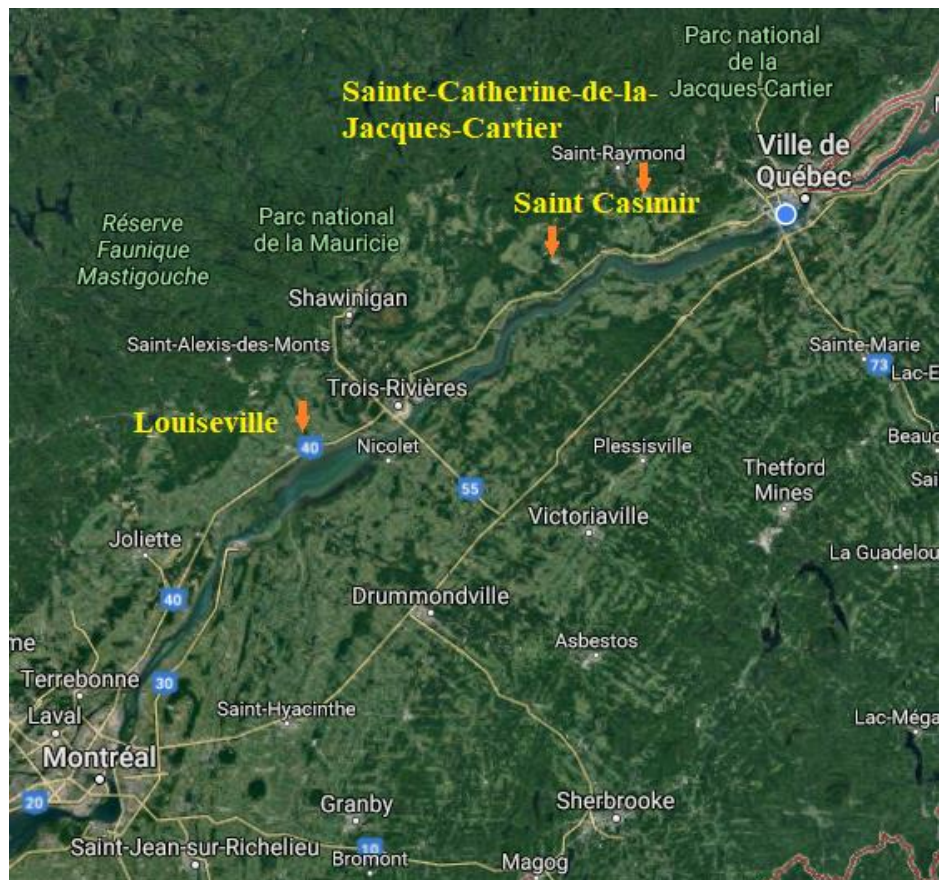 Parc national
de la
Jacques-Cartier
Sainte-Catherine-de-la-
Jacques-Cartier
Ville de
Québec
Saint-Raymond
Saint Casimir
Réserve
Faunique
Mastigouche
Parc national
de la Mauricie
Shawinigan
Saint-Alexis-des-Monts
Sainte-Marie
73
Lac-E
Trois-Rivières
Louiseville
40
Nicolet
Plessisville
Beauc
Thetford
Mines
Sai
55
Victoriaville
Joliette
La Guadelou
40
Drummondville
Asbestos
me
Terrebonne
30
Laval
Saint-Hyacinthe
Lac-Méga
Montréal
20
Granby
Sherbrooke
Saint-Jean-sur-Richelieu
10
Bromont
Magog